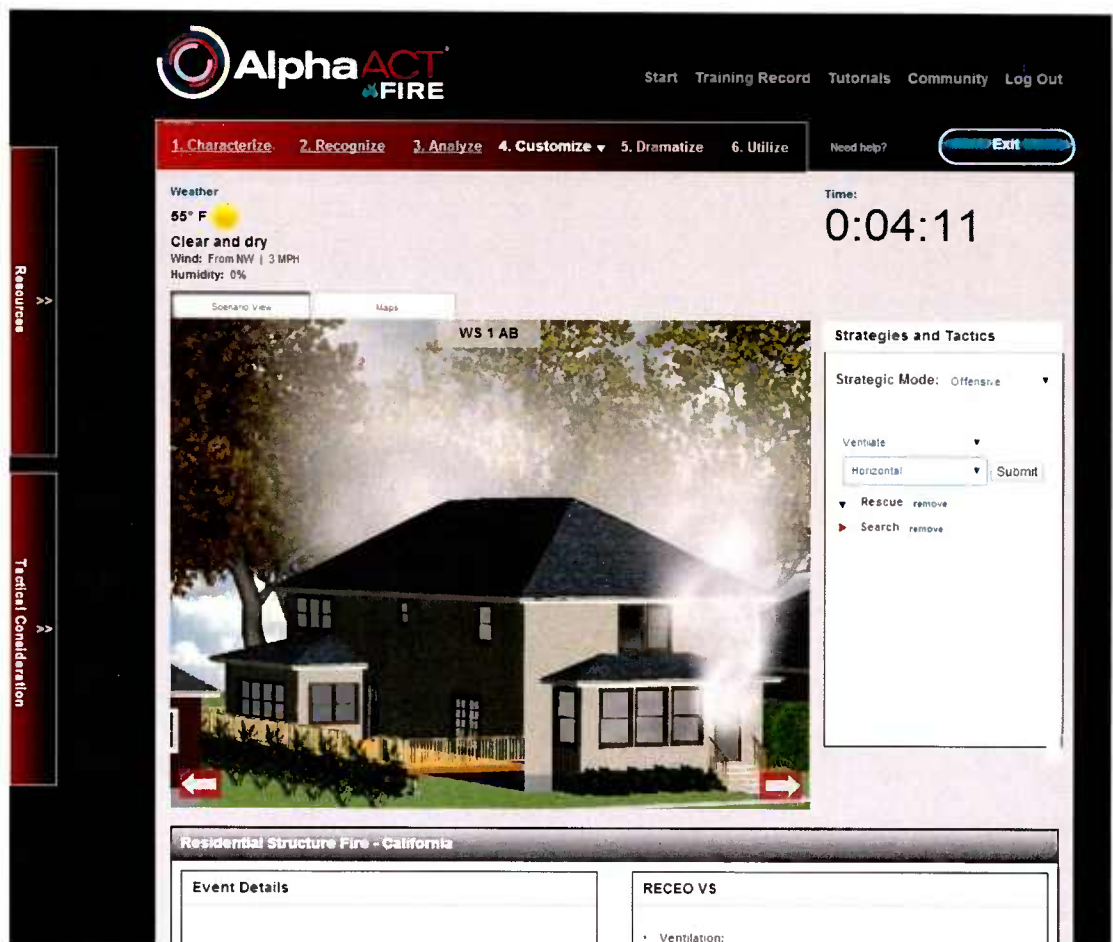 AlphaACT
FIRE
Start Training Record Tutorials Community Log Out
1. Characterize 2. Recognize 3. Analyze 4. Customize ▾ 5. Dramatize 6. Utilize
Need help?
Exit
Weather
55° F
Clear and dry
Wind: From NW | 3 MPH
Humidity: 0%
Time:
0:04:11
Resources >>
Tactical Consideration >>
Scenario View Maps
WS 1 AB
Strategies and Tactics
Strategic Mode: Offensive
Ventilate
Horizontal Submit
Rescue remove
Search remove
Residential Structure Fire - California
Event Details
RECEO VS
• Ventilation: